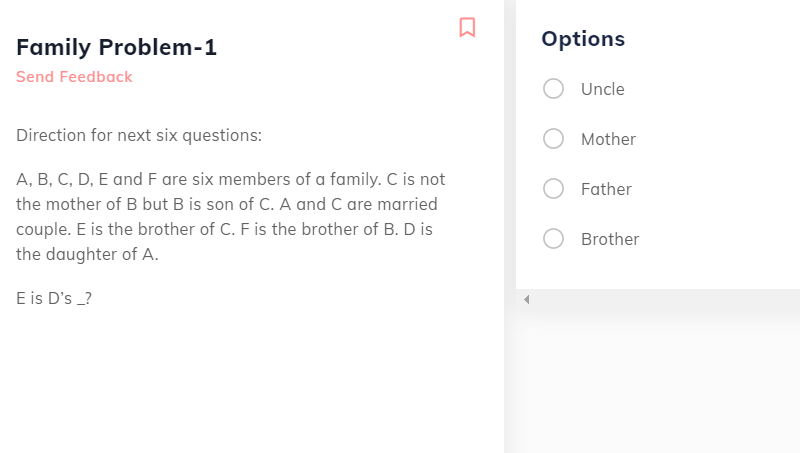 Family Problem-1
Send Feedback
Direction for next six questions:
A, B, C, D, E and F are six members of a family. C is not
the mother of B but B is son of C. A and C are married
couple. E is the brother of C. F is the brother of B. D is
the daughter of A.
E is D's _?
Options
Uncle
Mother
Father
Brother